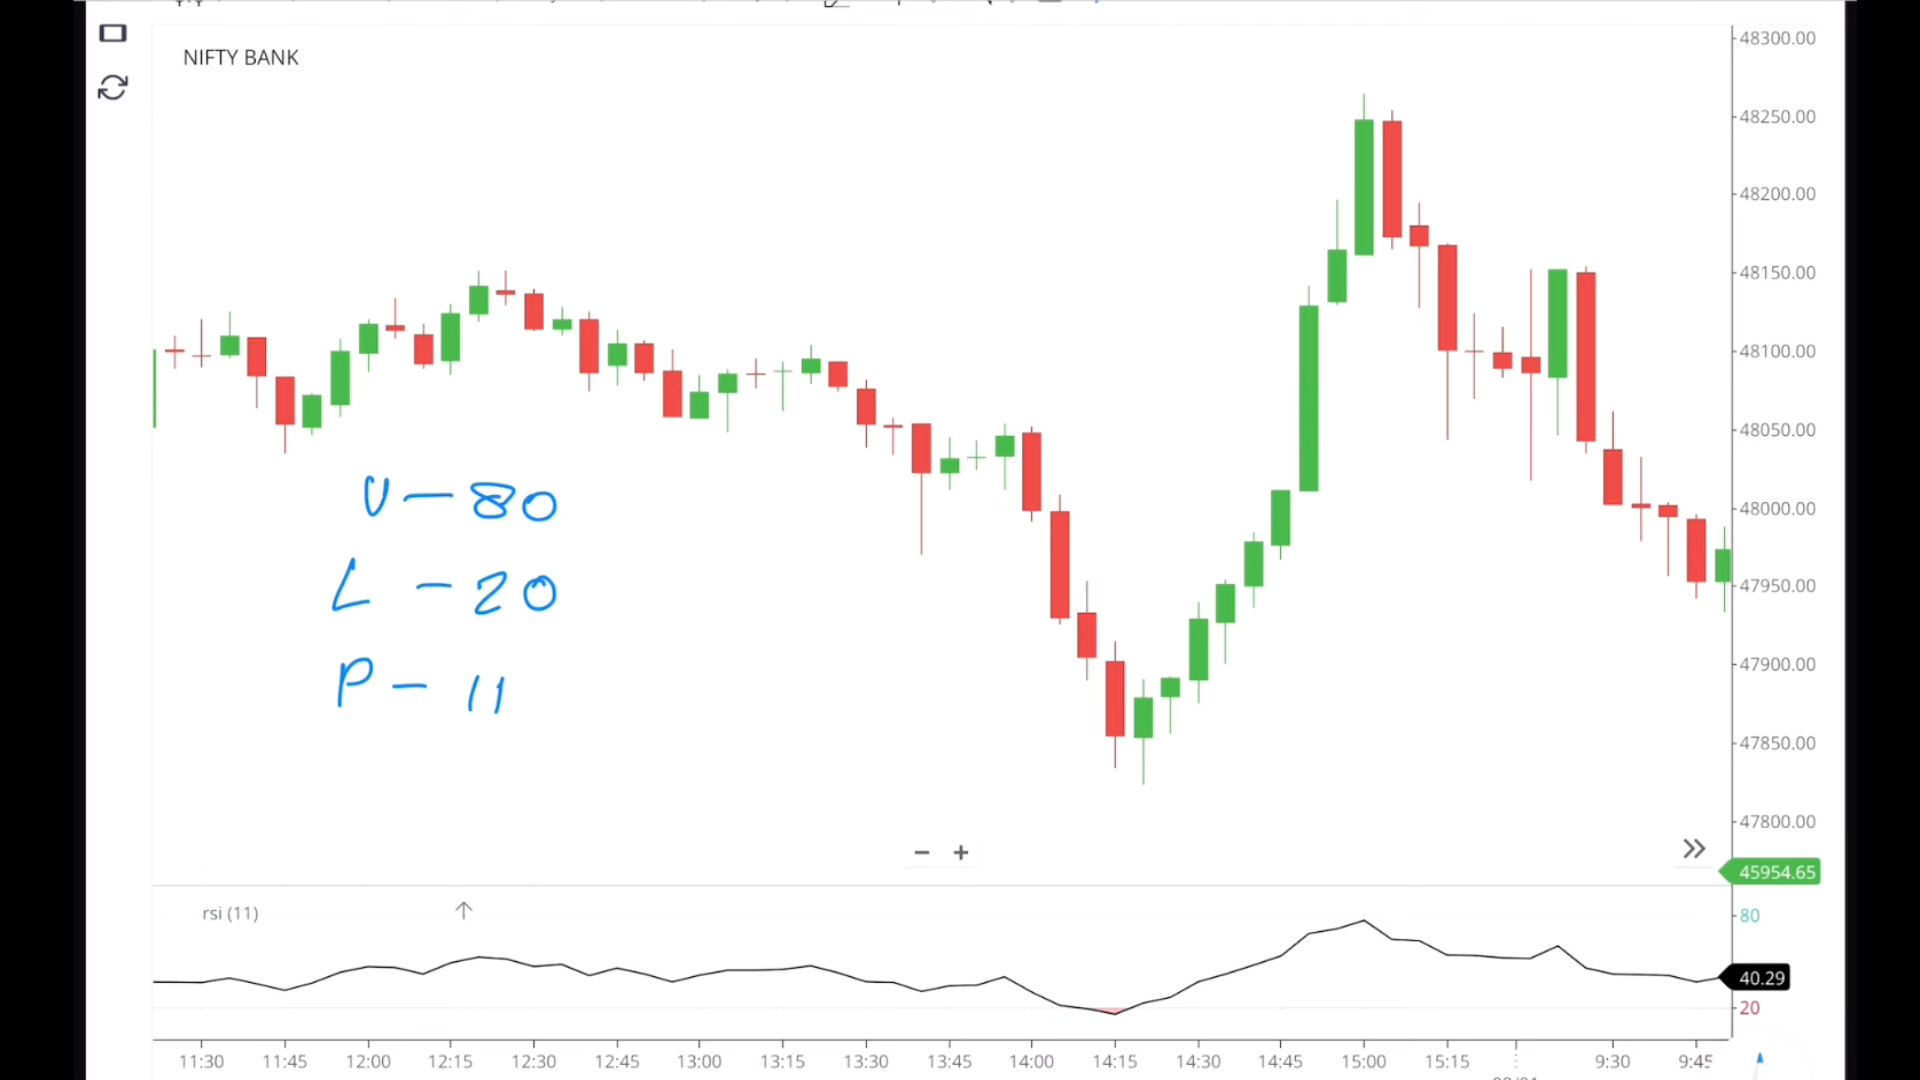 NIFTY BANK
48300.00
48250.00
48200.00
48150.00
48100.00
48050.00
48000.00
47950.00
47900.00
47850.00
47800.00
45954.65
U - 80
L - 20
P - 11
rsi (11)
80
40.29
20
11:30 11:45 12:00 12:15 12:30 12:45 13:00 13:15 13:30 13:45 14:00 14:15 14:30 14:45 15:00 15:15 9:30 9:45